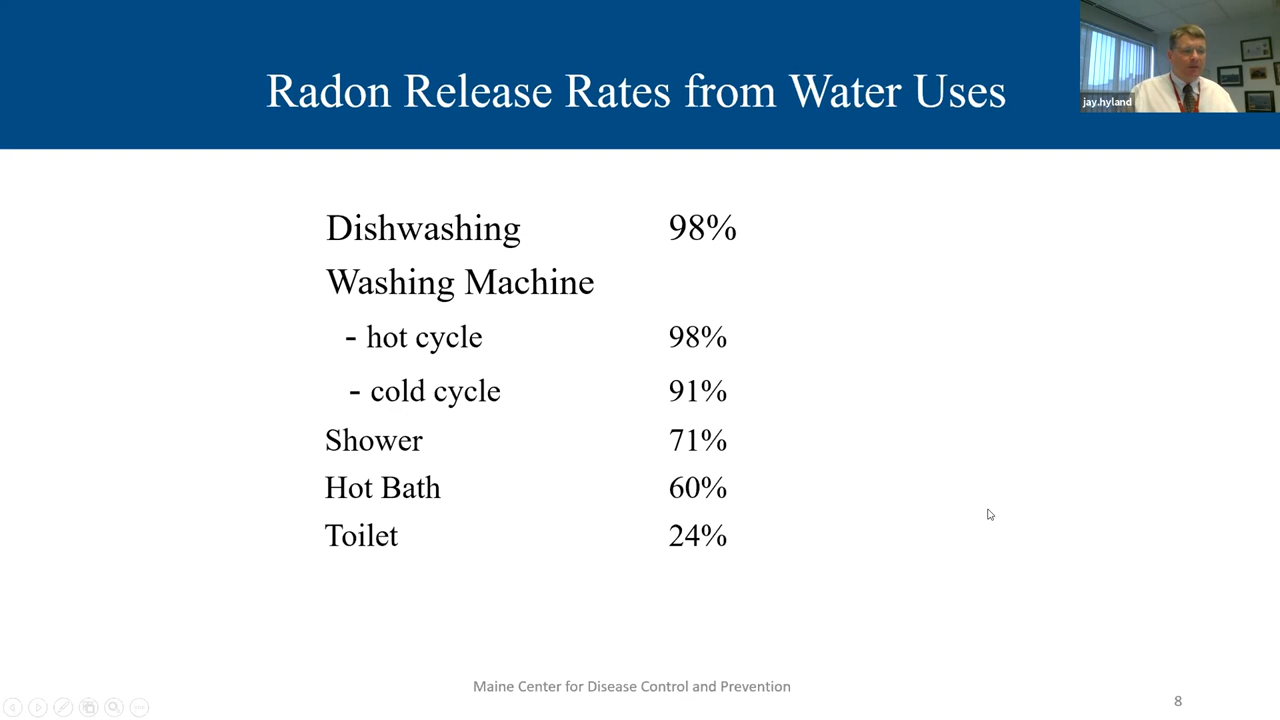 Radon Release Rates from Water Uses
jay.hyland
Dishwashing 98%
Washing Machine
- hot cycle 98%
- cold cycle 91%
Shower 71%
Hot Bath 60%
Toilet 24%
Maine Center for Disease Control and Prevention
8